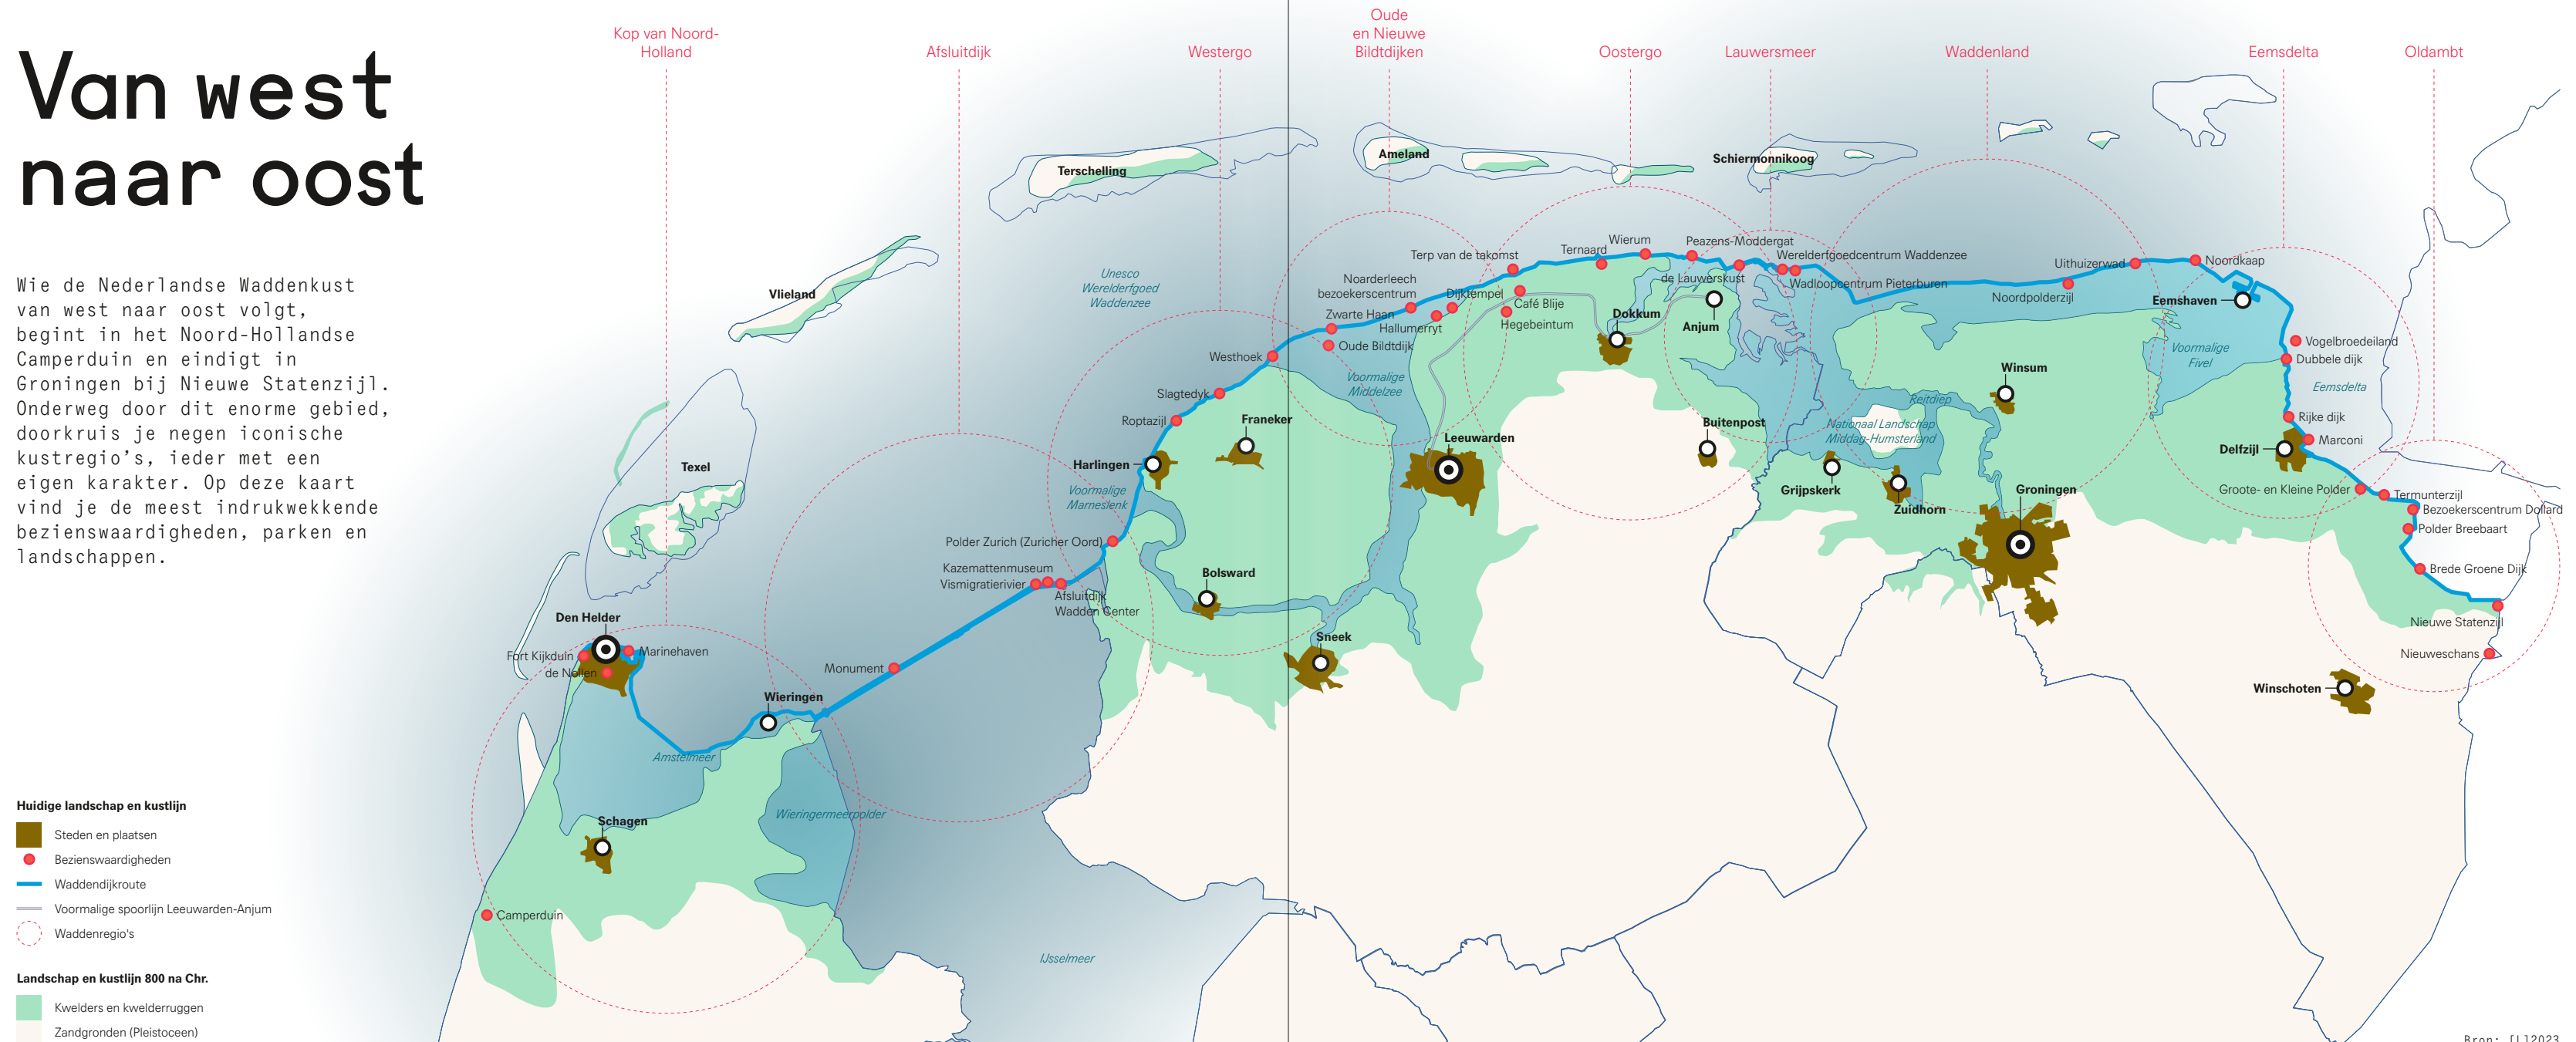 Van west
naar oost
Wie de Nederlandse Waddenkust
van west naar oost volgt,
begint in het Noord-Hollandse
Camperduin en eindigt in
Groningen bij Nieuwe Statenzijl.
Onderweg door dit enorme gebied,
doorkruis je negen iconische
kustregio's, ieder met een
eigen karakter. Op deze kaart
vind je de meest indrukwekkende
bezienswaardigheden, parken en
landschappen.
Kop van Noord-
Holland
Afsluitdijk
Westergo
Oude
en Nieuwe
Bildtdijken
Oostergo
Lauwersmeer
Waddenland
Eemsdelta
Oldambt
Terschelling
Ameland
Schiermonnikoog
Vlieland
Texel
Unesco
Werelderfgoed
Waddenzee
Terp van de takomst
Ternaard
Wierum
Peazens-Moddergat
Werelderfgoedcentrum Waddenzee
de Lauwerskust
Wadloopcentrum Pieterburen
Uithuizerwad
Noordkaap
Noordpolderzijl
Eemshaven
Noarderleech
bezoekerscentrum
Dijktempel
Café Blije
Zwarte Haan
Hallumerryt
Hegebeintum
Dokkum
Anjum
Oude Bildtdijk
Westhoek
Voormalige
Middelzee
Voormalige
Fivel
Vogelbroedeiland
Dubbele dijk
Eemsdelta
Slagtedyk
Roptazijl
Franeker
Winsum
Reitdiep
Nationaal Landschap
Middag-Humsterland
Buitenpost
Rijke dijk
Marconi
Delfzijl
Leeuwarden
Harlingen
Voormalige
Marneslenk
Grijpskerk
Zuidhorn
Groningen
Groote- en Kleine Polder
Termunterzijl
Bezoekerscentrum Dollard
Polder Breebaart
Polder Zurich (Zuricher Oord)
Kazemattenmuseum
Vismigratierivier
Afsluitdijk
Wadden Center
Bolsward
Brede Groene Dijk
Nieuwe Statenzijl
Nieuweschans
Winschoten
Sneek
Den Helder
Fort Kijkduin
Marinehaven
de Nollen
Monument
Wieringen
Amstelmeer
Wieringermeerpolder
Schagen
Camperduin
IJsselmeer
Huidige landschap en kustlijn
Steden en plaatsen
Bezienswaardigheden
Waddendijkroute
Voormalige spoorlijn Leeuwarden-Anjum
Waddenregio's
Landschap en kustlijn 800 na Chr.
Kwelders en kwelderruggen
Zandgronden (Pleistoceen)
Bron: [L]2023